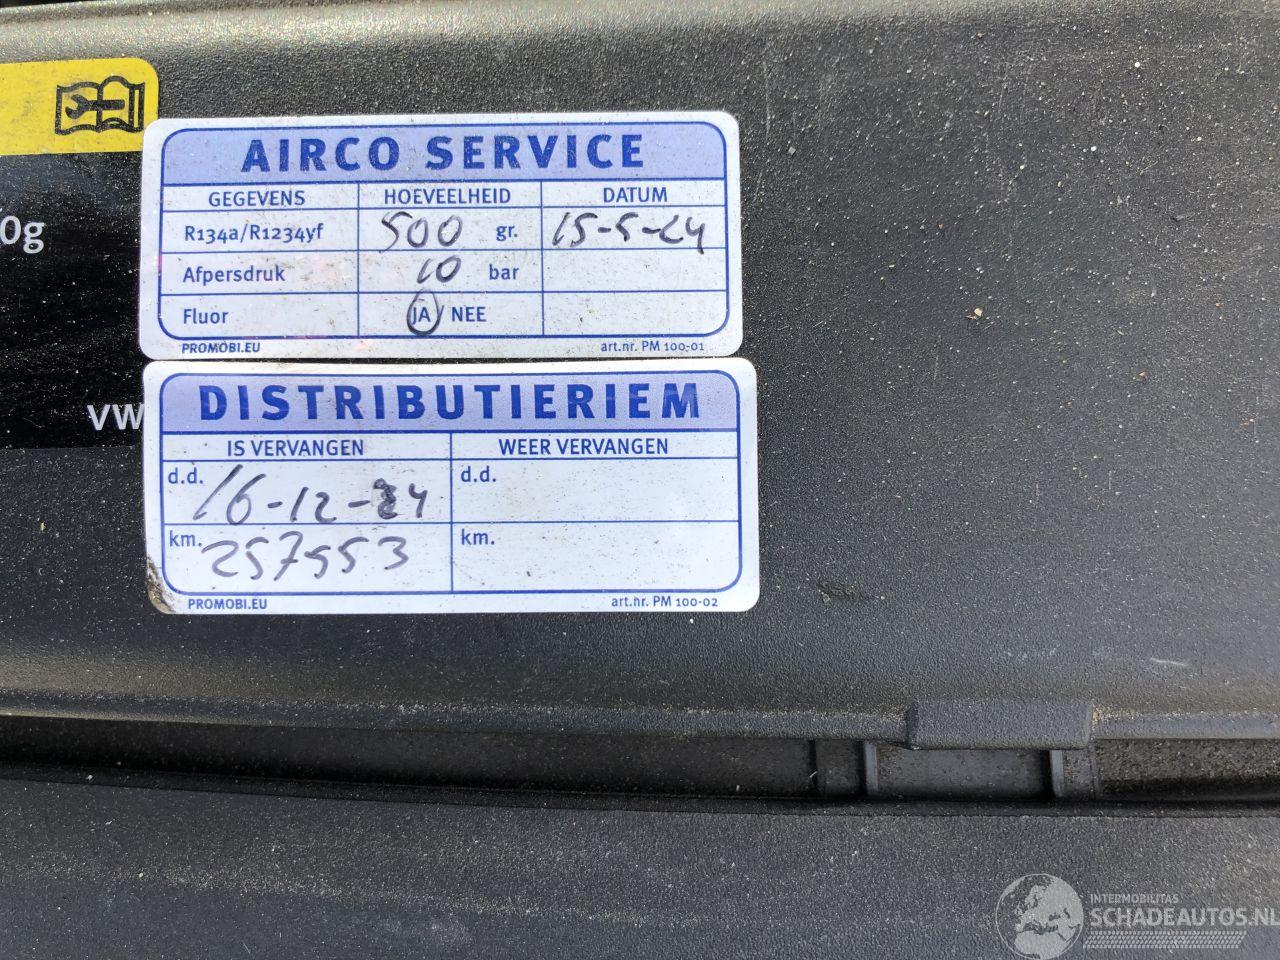 AIRCO SERVICE
GEGEVENS HOEVEELHEID DATUM
R134a/R1234yf 500 gr. 15-5-24
Afpersdruk 10 bar
Fluor JA / NEE
PROMOBI.EU art.nr. PM 100-01
0g
VW
DISTRIBUTIERIEM
IS VERVANGEN WEER VERVANGEN
d.d. 16-12-24 d.d.
km. 257553 km.
PROMOBI.EU art.nr. PM 100-02
INTERMOBILITAS
SCHADEAUTOS.NL